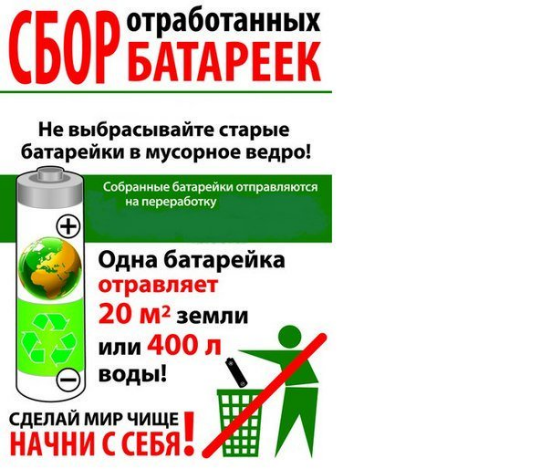 СБОР отработанных
БАТАРЕЕК
Не выбрасывайте старые
батарейки в мусорное ведро!
Собранные батарейки отправляются
на переработку
+
Одна батарейка
отравляет
20 м² земли
или 400 л
воды!
−
СДЕЛАЙ МИР ЧИЩЕ
НАЧНИ С СЕБЯ!